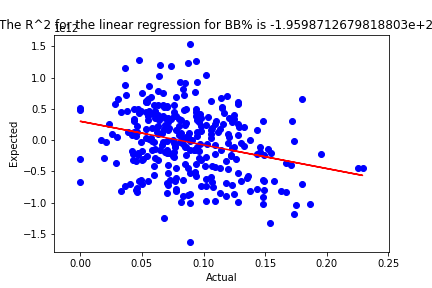 The R^2 for the linear regression for BB% is -1.9598712679818803e+2
1e12
1.5
1.0
0.5
0.0
−0.5
−1.0
−1.5
Expected
0.00 0.05 0.10 0.15 0.20 0.25
Actual